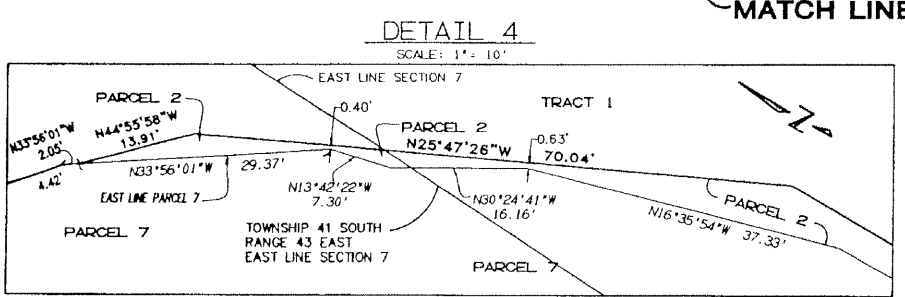 MATCH LINE
DETAIL 4
SCALE: 1" = 10'
EAST LINE SECTION 7
PARCEL 2
0.40'
TRACT 1
N33°56'01"W
2.05'
N44°55'58"W
13.91'
PARCEL 2
N25°47'26"W
0.63'
70.04'
4.42'
N33°56'01"W 29.37'
EAST LINE PARCEL 7
N13°42'22"W
7.30'
N30°24'41"W
16.16'
N16°35'54"W 37.33'
PARCEL 2
PARCEL 7
TOWNSHIP 41 SOUTH
RANGE 43 EAST
EAST LINE SECTION 7
PARCEL 7
Z